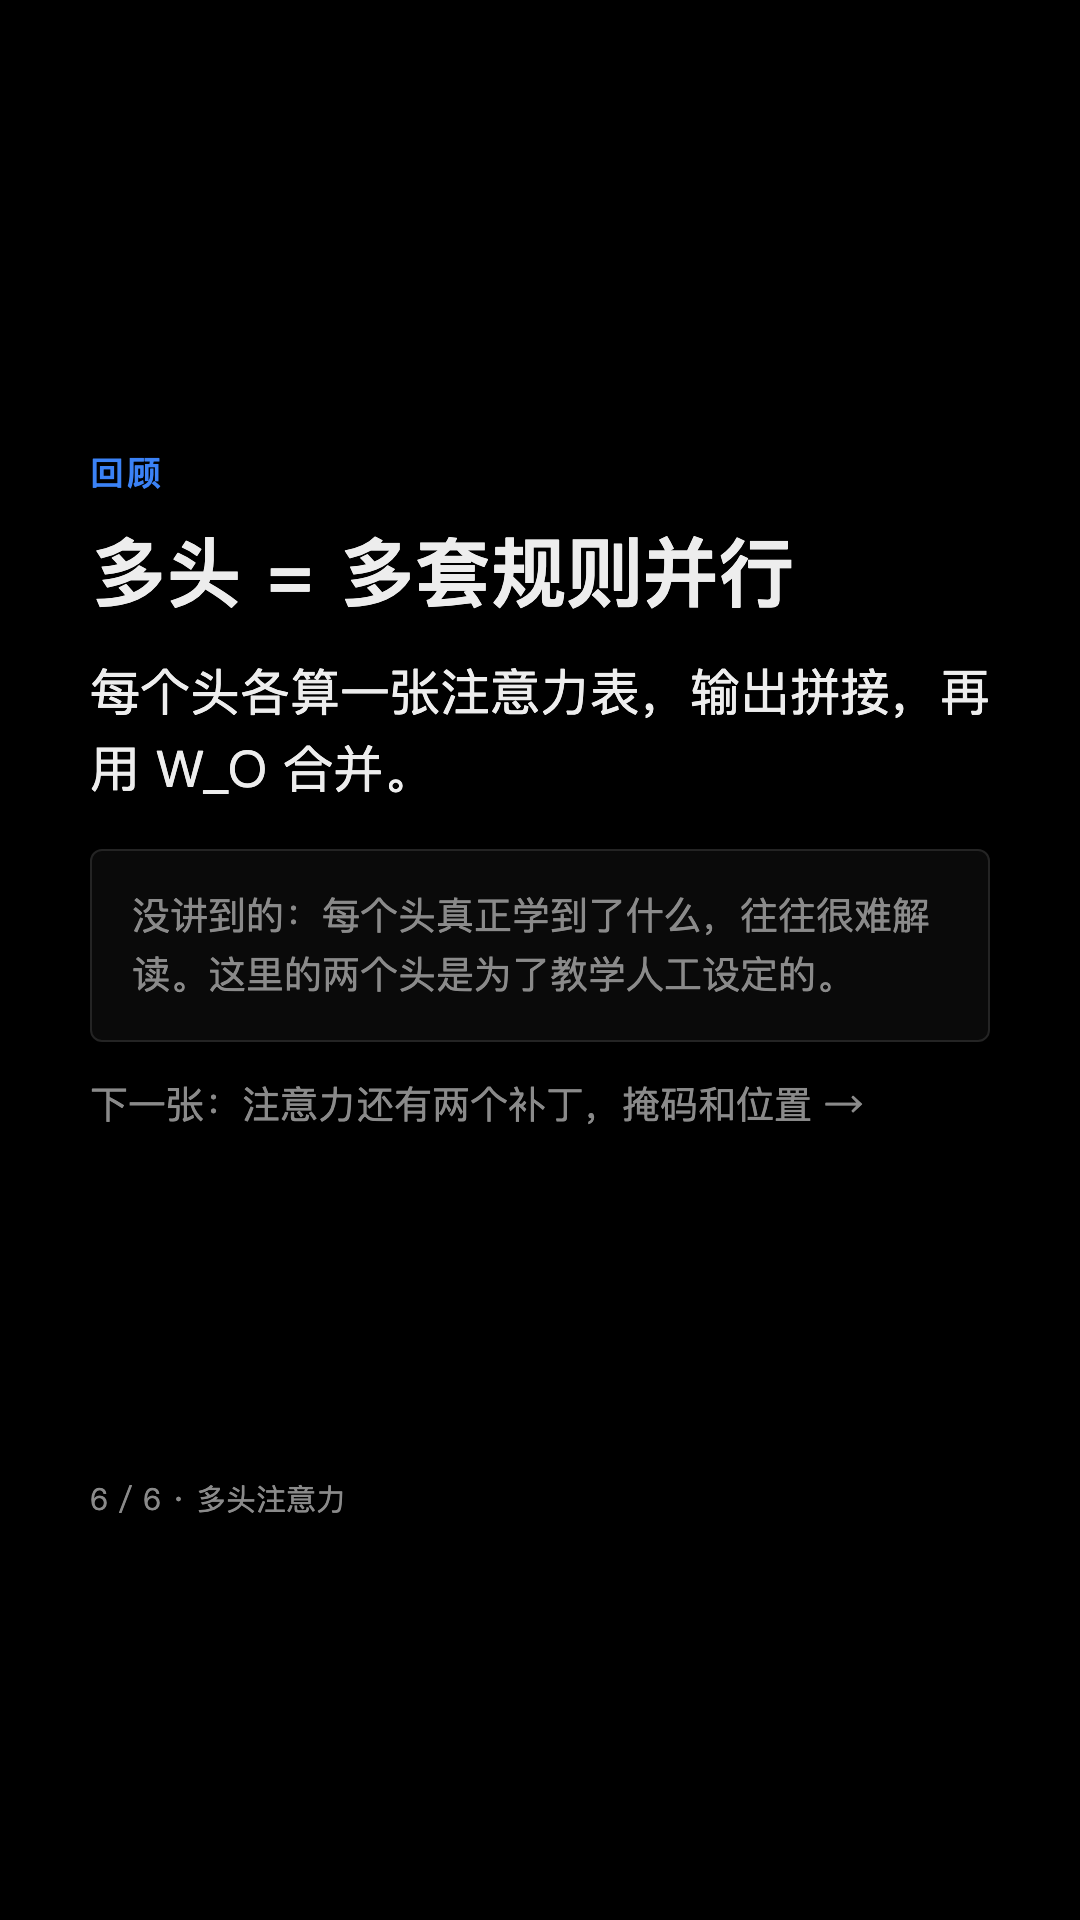 回顾
多头 = 多套规则并行
每个头各算一张注意力表，输出拼接，再
用 W_O 合并。
没讲到的：每个头真正学到了什么，往往很难解
读。这里的两个头是为了教学人工设定的。
下一张：注意力还有两个补丁，掩码和位置 →
6 / 6 · 多头注意力